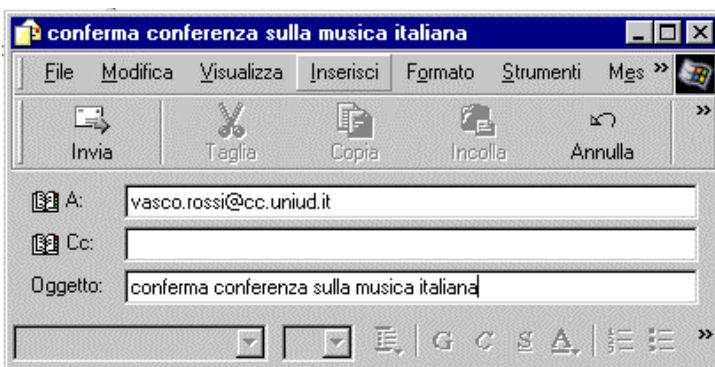 conferma conferenza sulla musica italiana
File Modifica Visualizza Inserisci Formato Strumenti Mes »
Invia Taglia Copia Incolla Annulla »
A: vasco.rossi@cc.uniud.it
Cc:
Oggetto: conferma conferenza sulla musica italiana
G C S A »